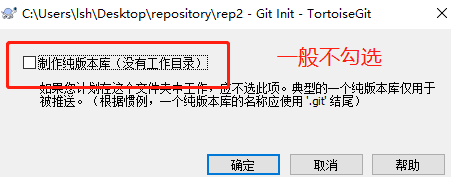 C:\Users\lsh\Desktop\repository\rep2 - Git Init - TortoiseGit
制作纯版本库（没有工作目录）
一般不勾选
如果您计划在这个文件夹中工作，应不选此项。典型的一个纯版本库仅用于
被推送。（根据惯例，一个纯版本库的名称应使用 '.git' 结尾）
确定
取消
帮助